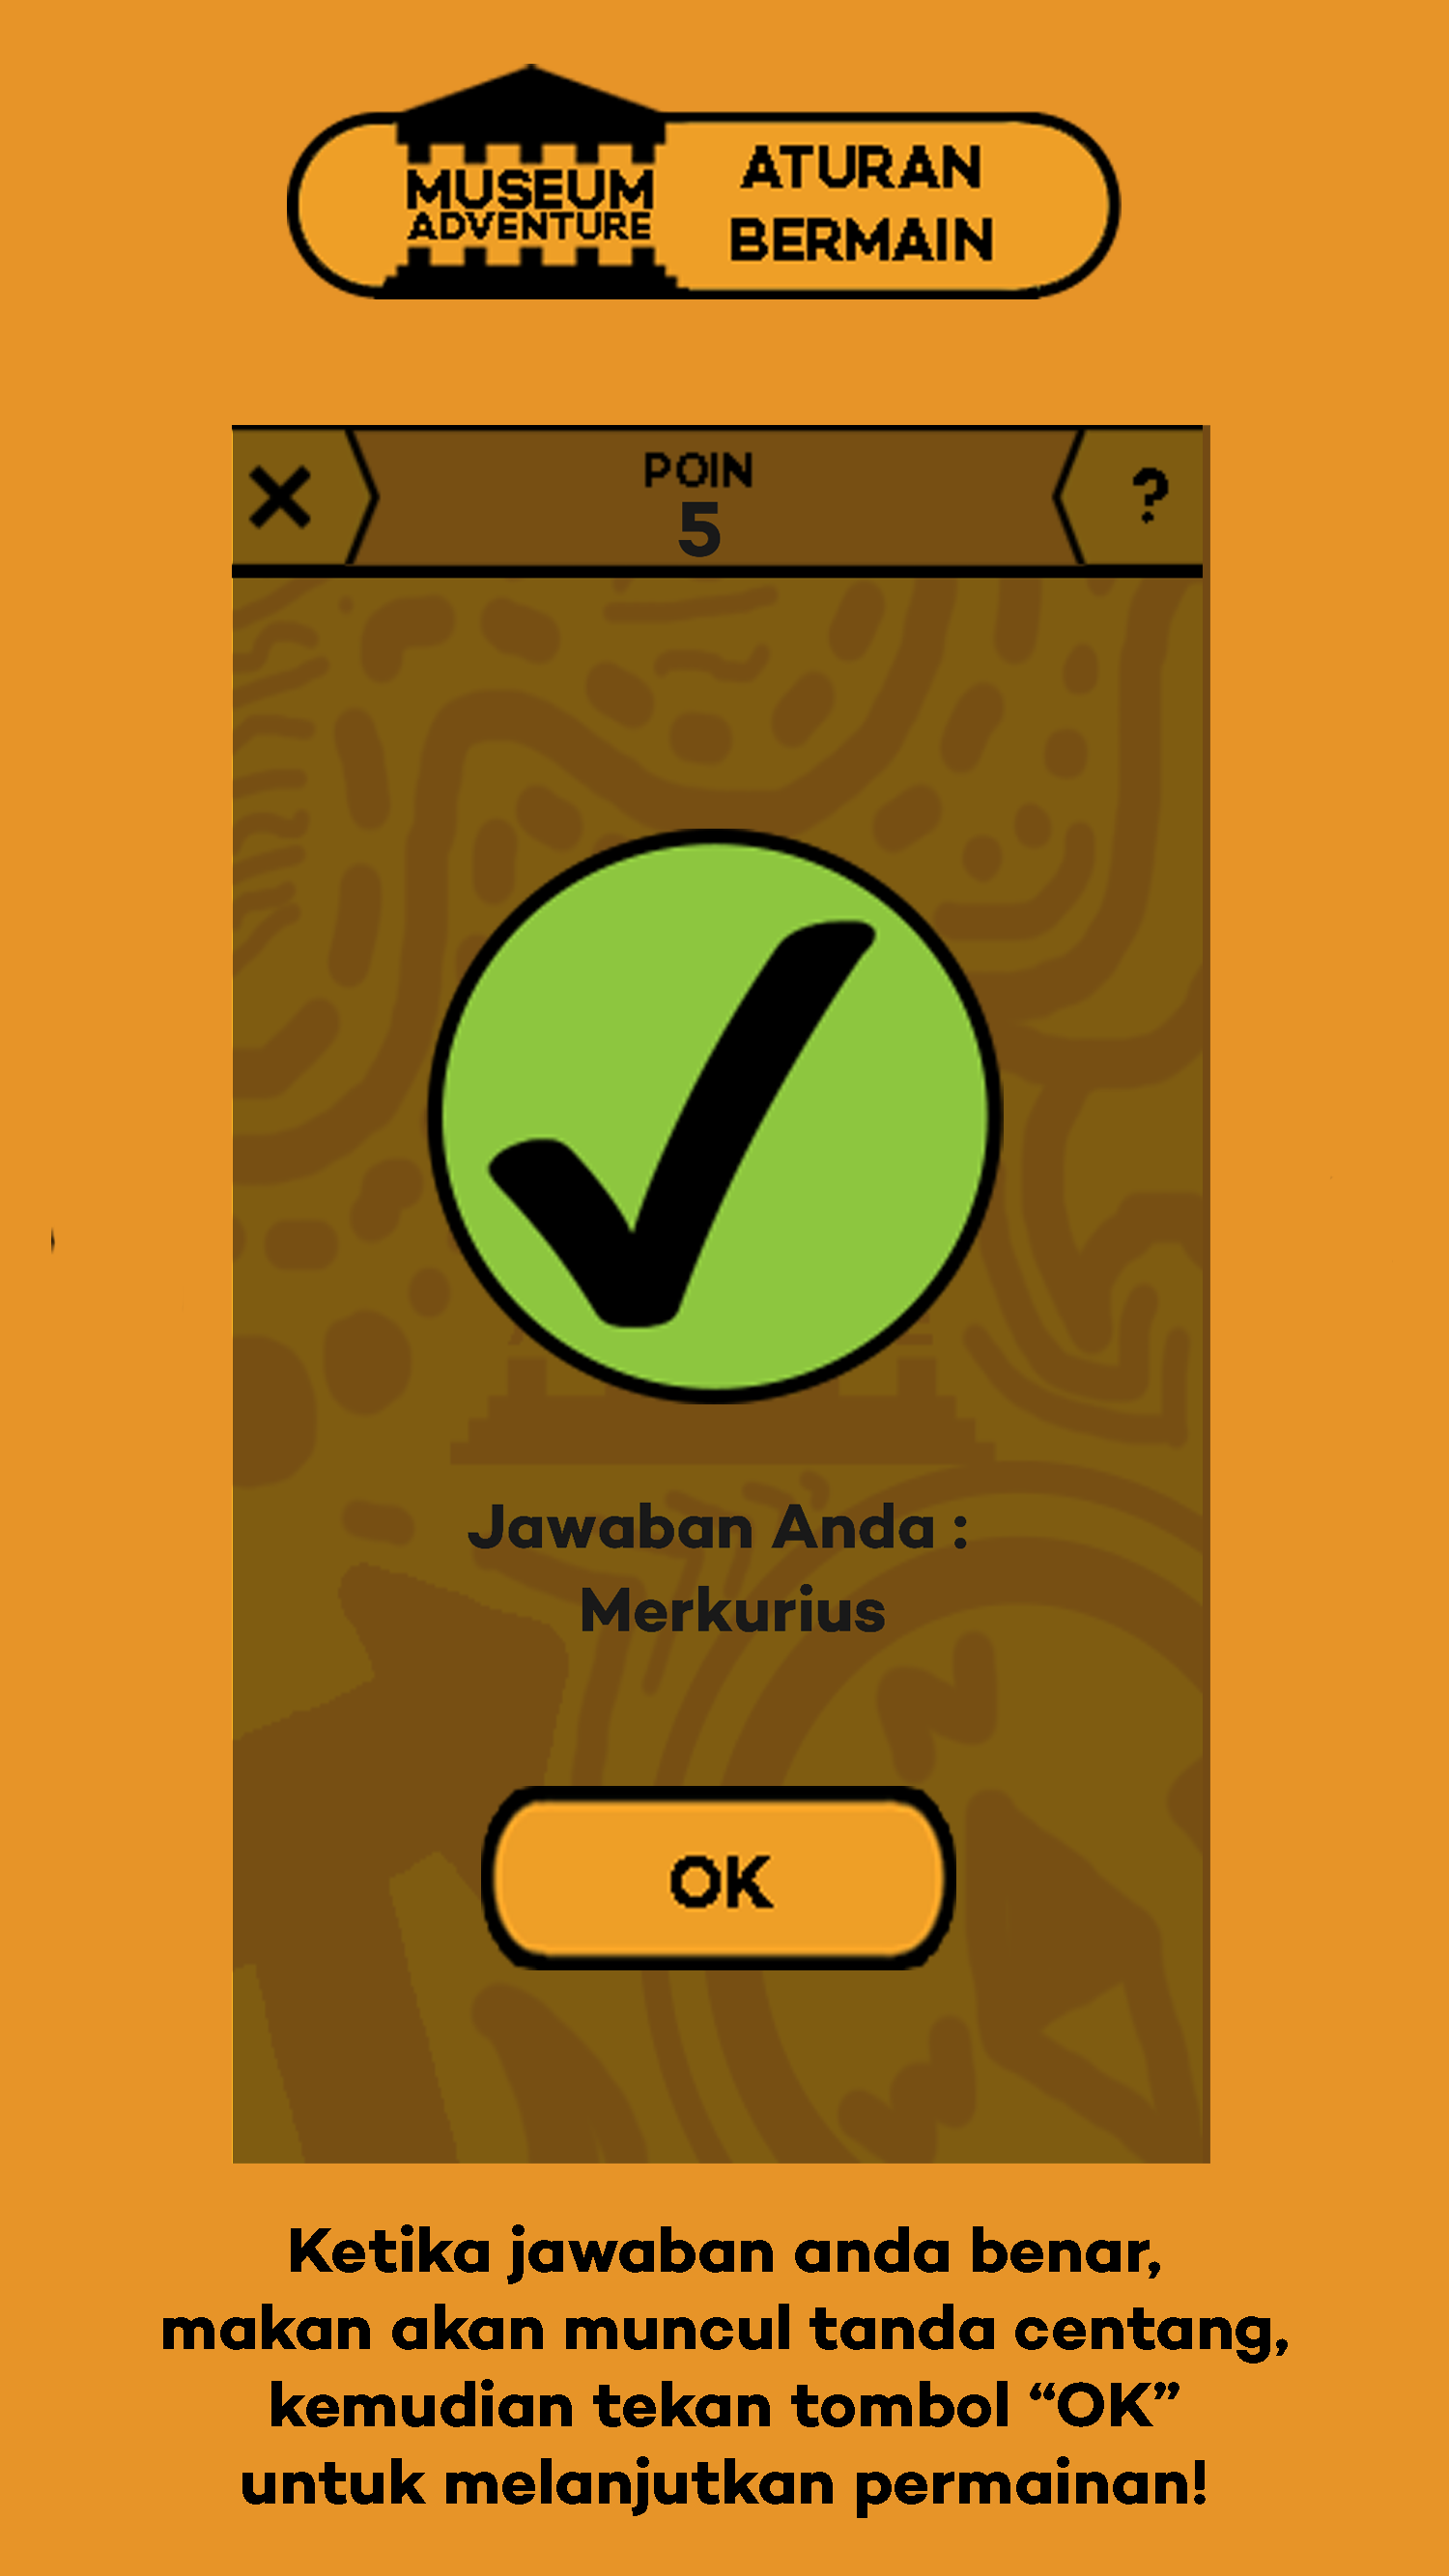 MUSEUM
ADVENTURE
ATURAN
BERMAIN
POIN
5
?
Jawaban Anda :
Merkurius
OK
Ketika jawaban anda benar,
makan akan muncul tanda centang,
kemudian tekan tombol “OK”
untuk melanjutkan permainan!